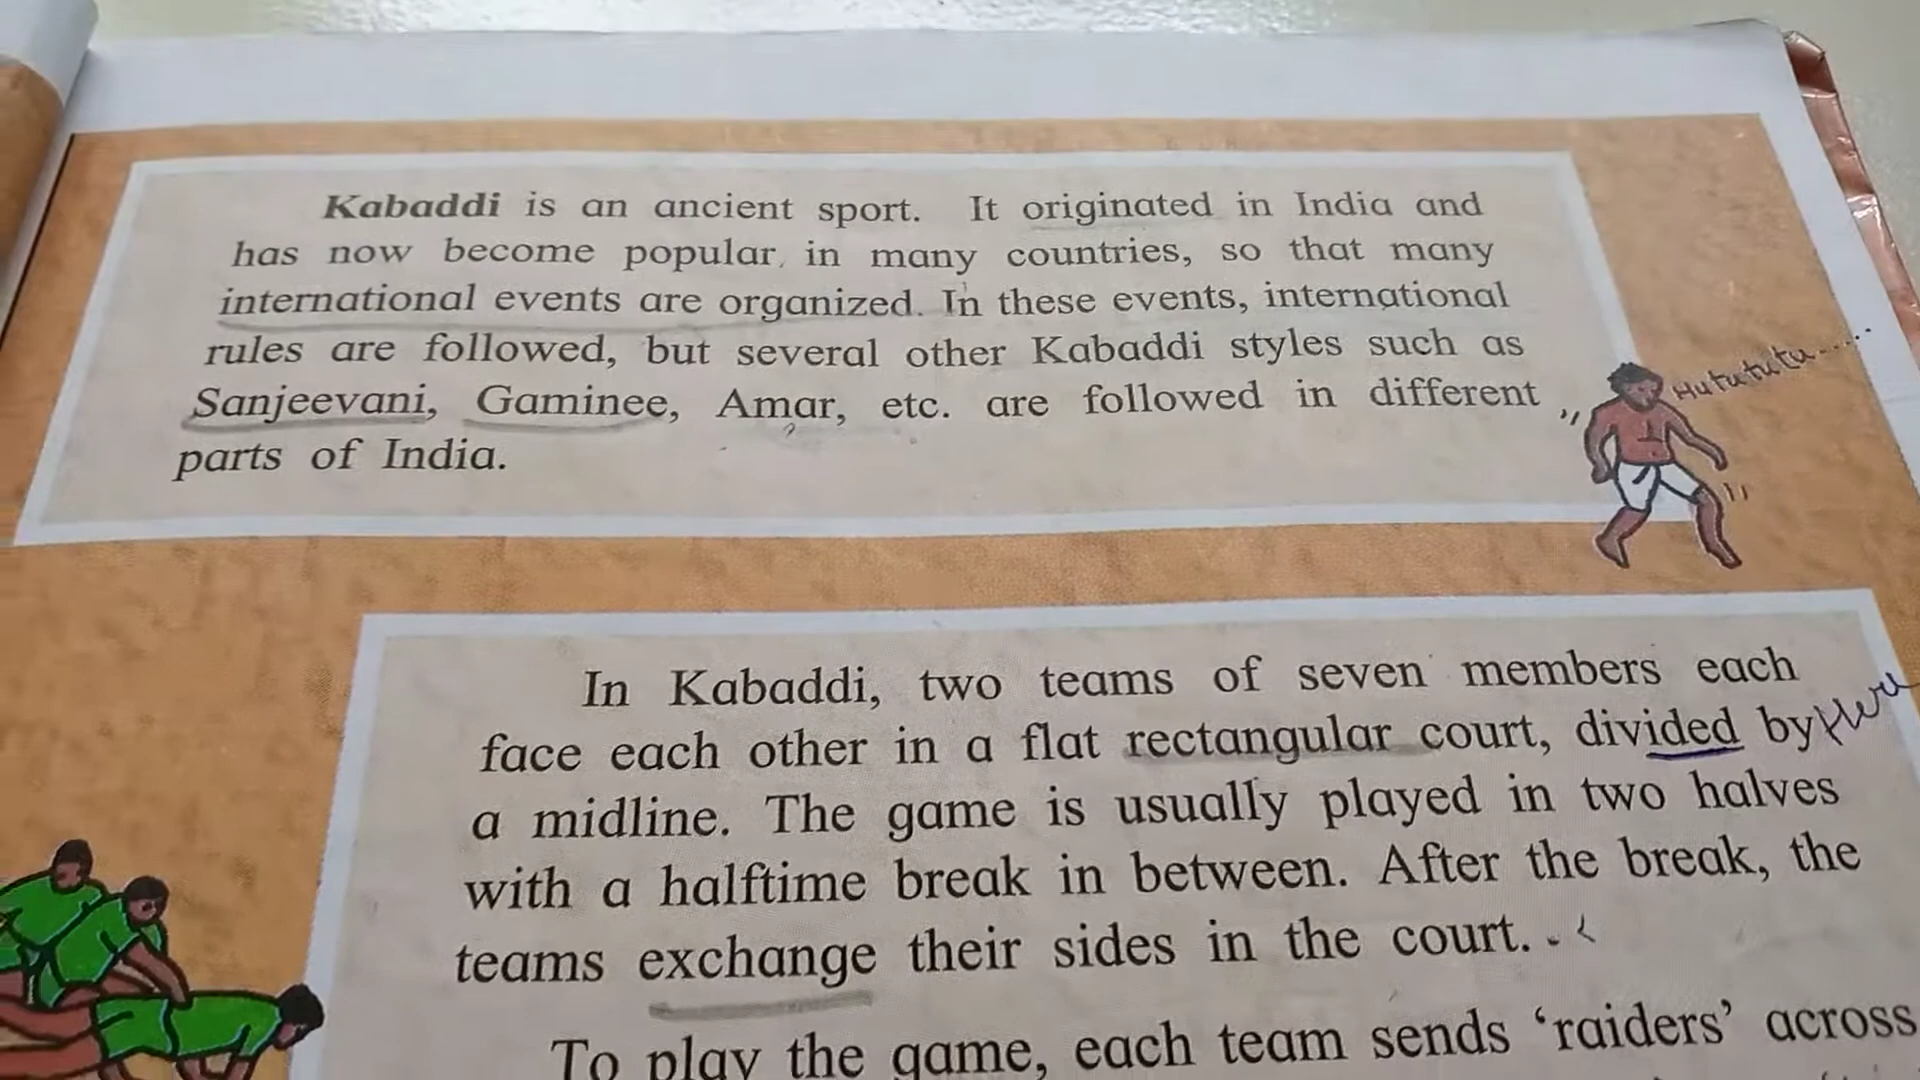 Kabaddi is an ancient sport. It originated in India and
has now become popular in many countries, so that many
international events are organized. In these events, international
rules are followed, but several other Kabaddi styles such as
Sanjeevani, Gaminee, Amar, etc. are followed in different
parts of India.
Hutututu......
In Kabaddi, two teams of seven members each
face each other in a flat rectangular court, divided by
a midline. The game is usually played in two halves
with a halftime break in between. After the break, the
teams exchange their sides in the court.
To play the game, each team sends ‘raiders’ across